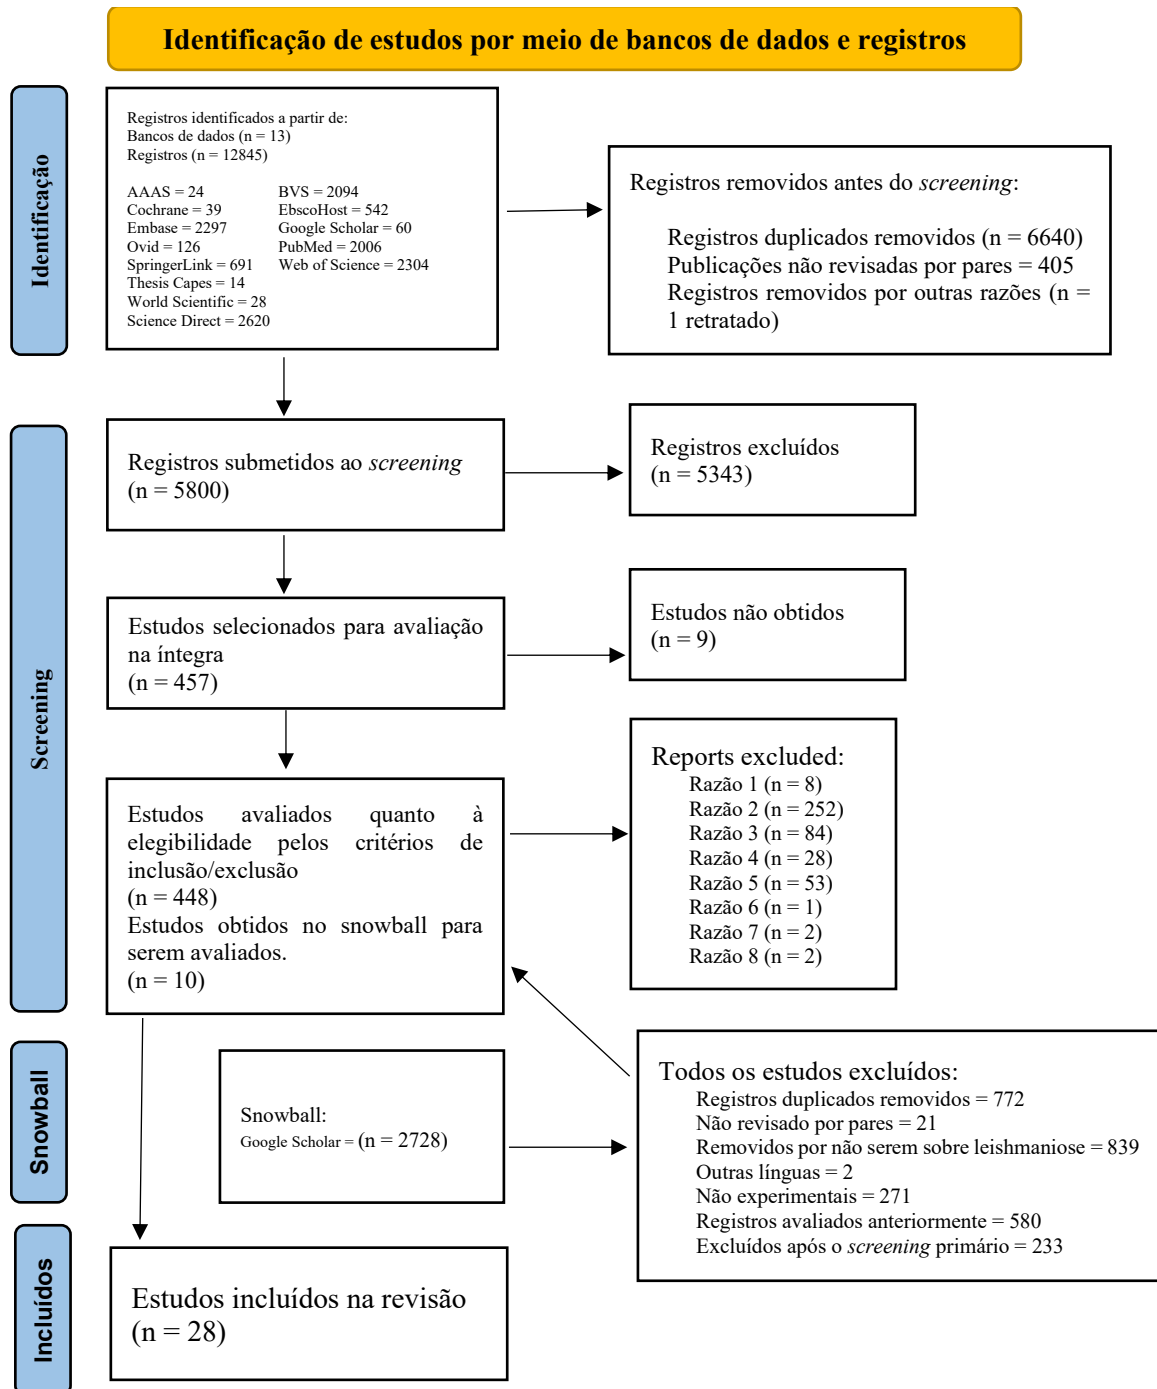 Identificação de estudos por meio de bancos de dados e registros
Identificação
Registros identificados a partir de:
Bancos de dados (n = 13)
Registros (n = 12845)
AAAS = 24
Cochrane = 39
Embase = 2297
Ovid = 126
SpringerLink = 691
Thesis Capes = 14
World Scientific = 28
Science Direct = 2620
BVS = 2094
EbscoHost = 542
Google Scholar = 60
PubMed = 2006
Web of Science = 2304
Registros removidos antes do screening:
Registros duplicados removidos (n = 6640)
Publicações não revisadas por pares = 405
Registros removidos por outras razões (n =
1 retratado)
Screening
Registros submetidos ao screening
(n = 5800)
Registros excluídos
(n = 5343)
Estudos selecionados para avaliação
na íntegra
(n = 457)
Estudos não obtidos
(n = 9)
Estudos avaliados quanto à
elegibilidade pelos critérios de
inclusão/exclusão
(n = 448)
Estudos obtidos no snowball para
serem avaliados.
(n = 10)
Reports excluded:
Razão 1 (n = 8)
Razão 2 (n = 252)
Razão 3 (n = 84)
Razão 4 (n = 28)
Razão 5 (n = 53)
Razão 6 (n = 1)
Razão 7 (n = 2)
Razão 8 (n = 2)
Snowball
Snowball:
Google Scholar = (n = 2728)
Todos os estudos excluídos:
Registros duplicados removidos = 772
Não revisado por pares = 21
Removidos por não serem sobre leishmaniose = 839
Outras línguas = 2
Não experimentais = 271
Registros avaliados anteriormente = 580
Excluídos após o screening primário = 233
Incluídos
Estudos incluídos na revisão
(n = 28)